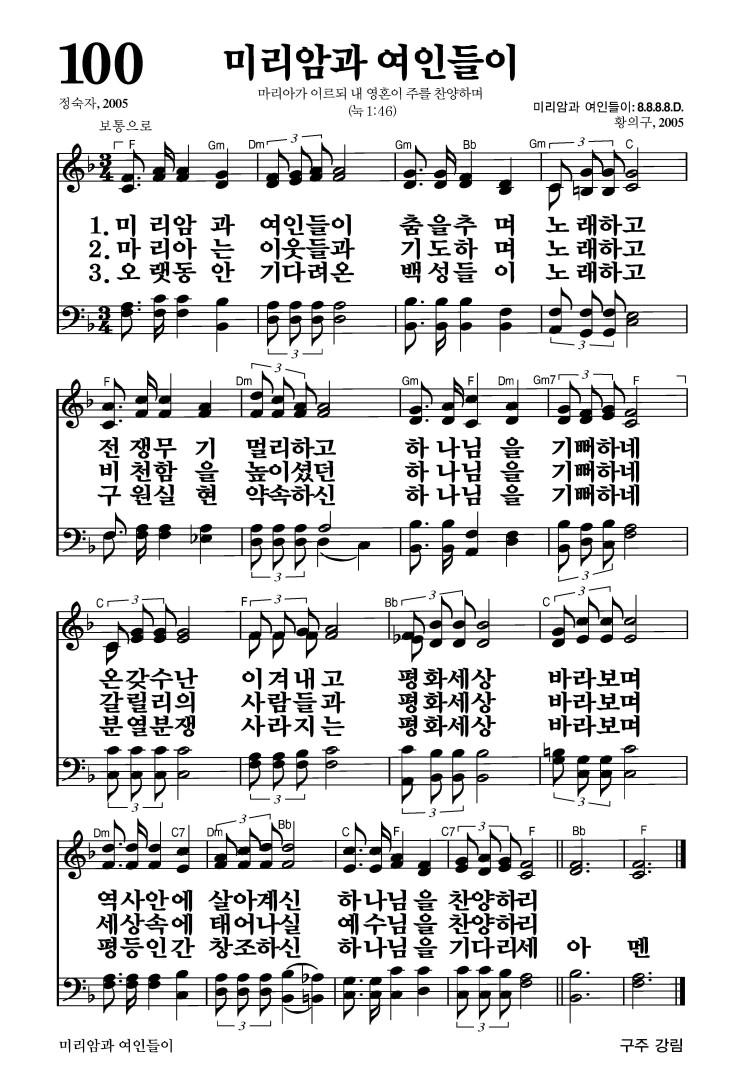 100 미리암과 여인들이
마리아가 이르되 내 영혼이 주를 찬양하며
(눅 1:46)
정숙자, 2005
미리암과 여인들이: 8.8.8.8.D.
황의구, 2005
보통으로
F Gm Dm Gm Bb Gm C
3
3
3
4
1. 미 리암 과 여인들이 춤을추 며 노 래하고
2. 마 리아 는 이웃들과 기도하 며 노 래하고
3. 오 랫동 안 기다려온 백성들 이 노 래하고
3
4
3
3
F Dm Gm F Dm Gm7 F
3
3
전 쟁무 기 멀리하고 하 나님 을 기뻐하네
비 천함 을 높이셨던 하 나님 을 기뻐하네
구 원실 현 약속하신 하 나님 을 기뻐하네
3
3
C F Bb C
3
3
3
3
온갖수난 이겨내고 평화세상 바라보며
갈릴리의 사람들과 평화세상 바라보며
분열분쟁 사라지는 평화세상 바라보며
3
3
3
3
Dm C7 Dm Bb C F C7 F Bb F
3
3
역사안에 살아계신 하나님을 찬양하리
세상속에 태어나실 예수님을 찬양하리
평등인간 창조하신 하나님을 기다리세 아 멘
3
3
미리암과 여인들이
구주 강림